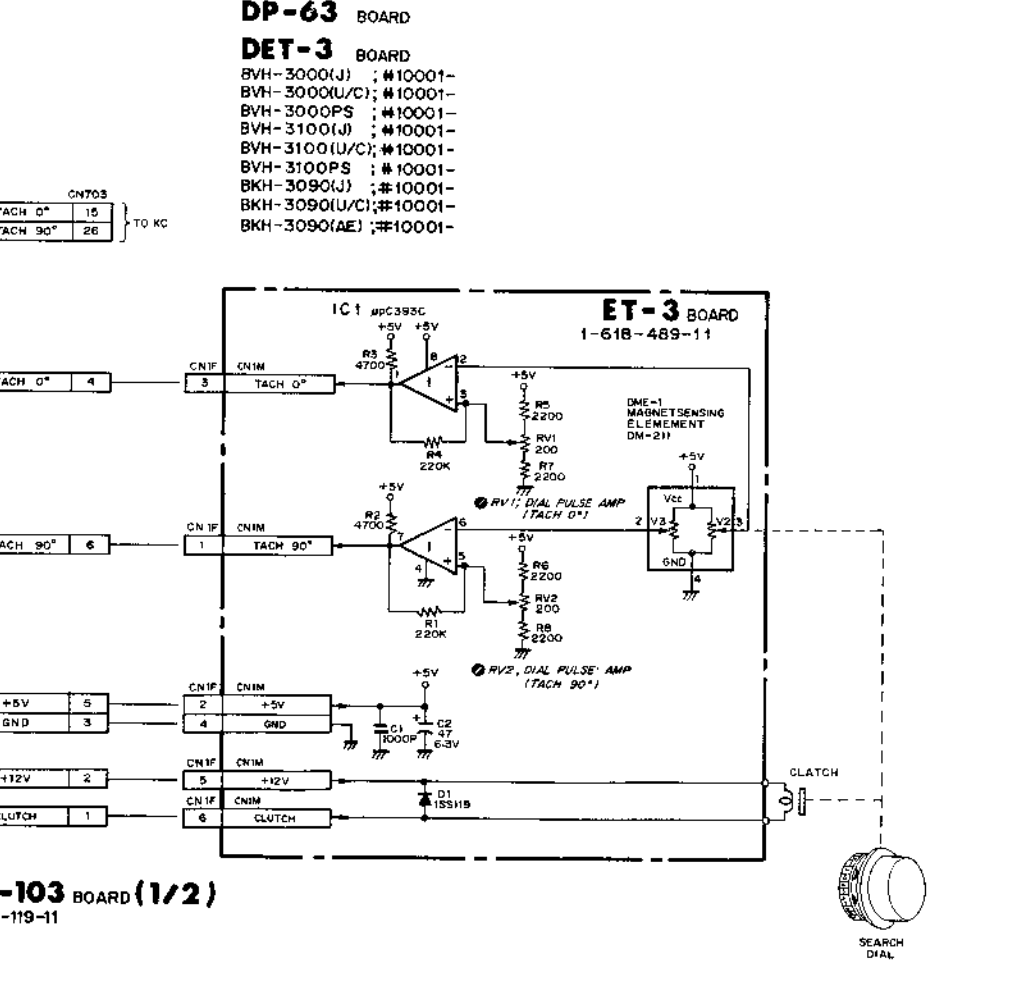 DP-63 BOARD
DET-3 BOARD
BVH-3000(J) ; #10001-
BVH-3000(U/C); #10001-
BVH-3000PS ; #10001-
BVH-3100(J) ; #10001-
BVH-3100(U/C); #10001-
BVH-3100PS ; #10001-
BKH-3090(J) ; #10001-
BKH-3090(U/C);#10001-
BKH-3090(AE) ;#10001-
CN703
TACH 0° 15
TACH 90° 26
TO KC
ET-3 BOARD
1-618-489-11
IC1 µpC393C
+5V +5V
R3
4700
8
1
2
3
CN1F CN1M
TACH 0° 4
3 TACH 0°
R4
220K
+5V
R5
2200
RV1
200
R7
2200
RV1; DIAL PULSE AMP
(TACH 0°)
DME-1
MAGNETSENSING
ELEMEMENT
DM-211
+5V
1
Vcc
2 V3 V2 3
GND
4
+5V
R2
4700
7
6
5
4
CN1F CN1M
TACH 90° 6
1 TACH 90°
R1
220K
+5V
R6
2200
RV2
200
R8
2200
RV2, DIAL PULSE AMP
(TACH 90°)
CN1F CN1M
+5V 5
2 +5V
GND 3
4 GND
+5V
C1
1000P
+
C2
47
6.3V
CN1F CN1M
+12V 2
5 +12V
CN1F CN1M
CLUTCH 1
6 CLUTCH
D1
1SS119
CLATCH
SEARCH
DIAL
-103 BOARD (1/2)
-119-11